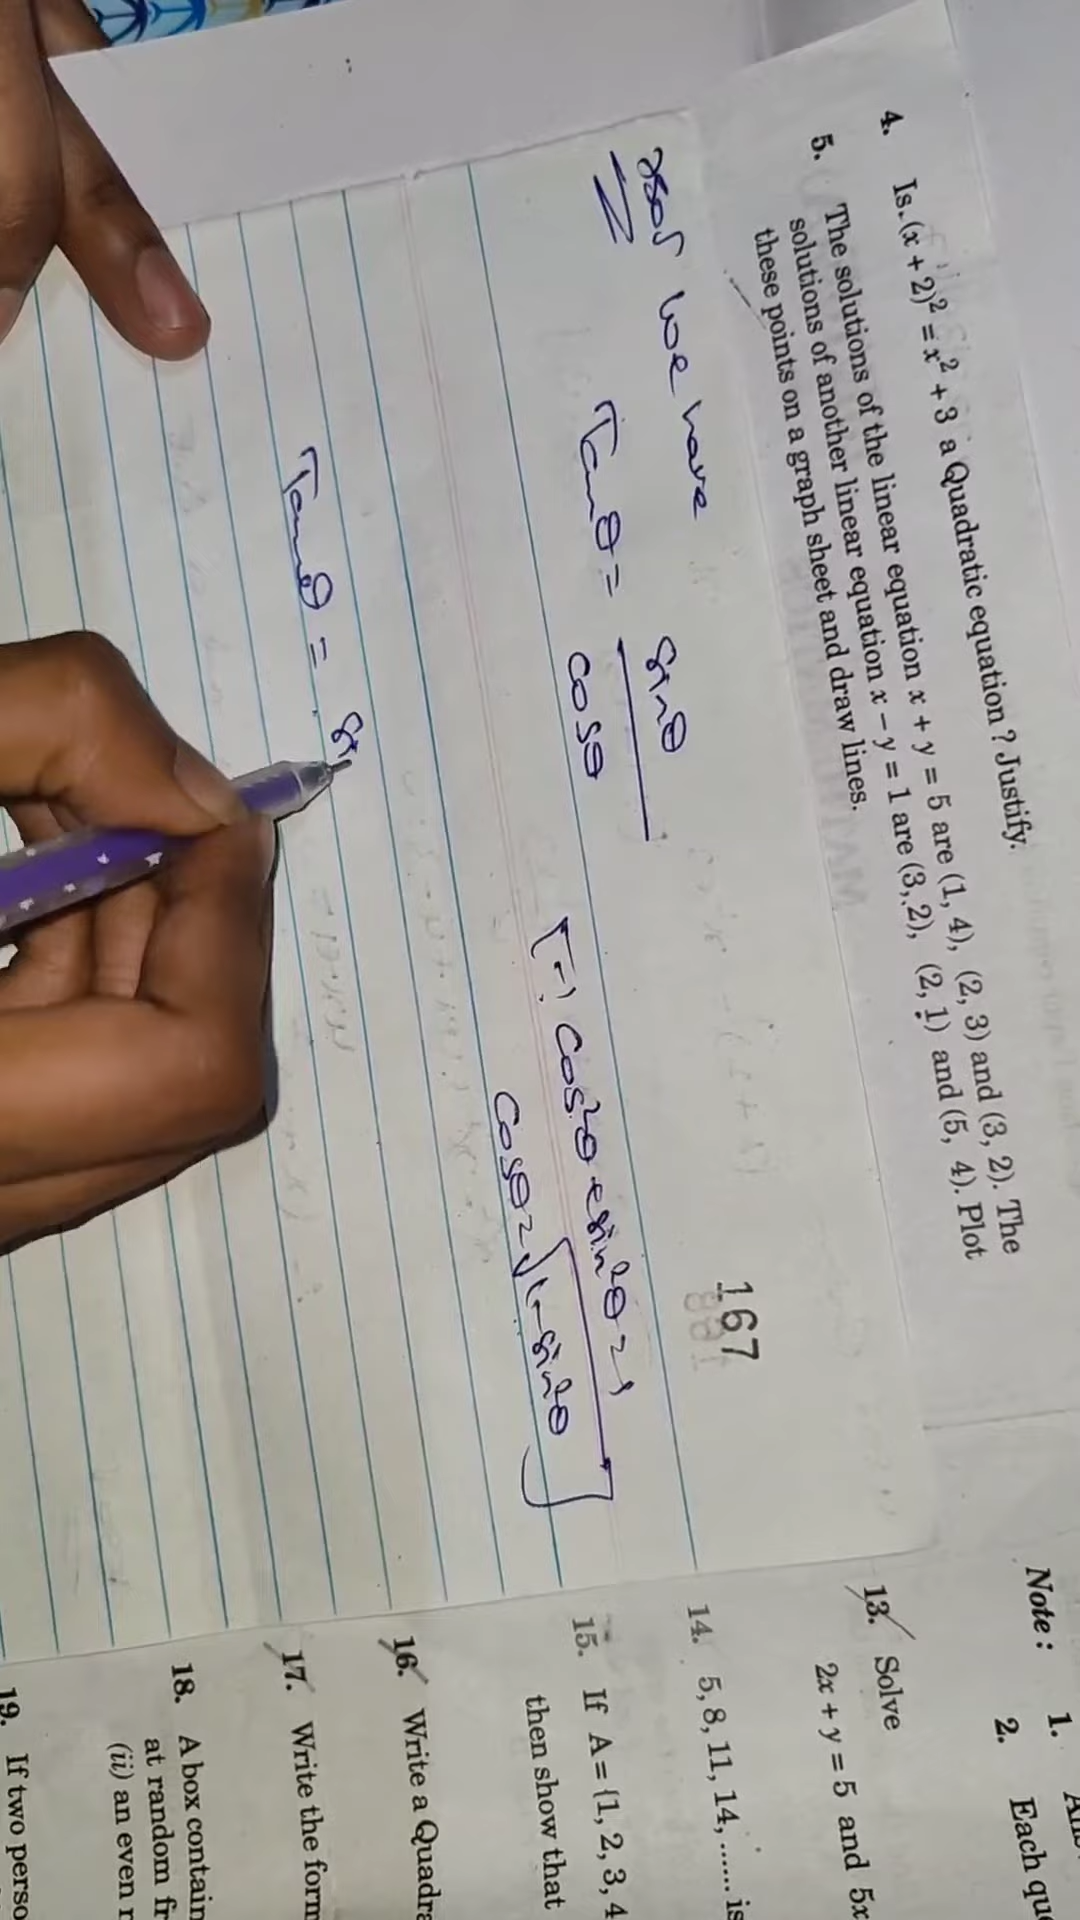 4. Is (x + 2)² = x² + 3 a Quadratic equation ? Justify.
5. The solutions of the linear equation x + y = 5 are (1, 4), (2, 3) and (3, 2). The
solutions of another linear equation x – y = 1 are (3, 2), (2, 1) and (5, 4). Plot
these points on a graph sheet and draw lines.
167
we have
Tanθ = sinθ / cosθ
[∵ cos²θ + sin²θ = 1
cosθ = √1-sin²θ ]
Tanθ =
Note : 1.
2. Each
13. Solve
2x + y = 5 and 5x
14. 5, 8, 11, 14, ....... is
15. If A = {1, 2, 3, 4
then show that
16. Write a Quadra
17. Write the form
18. A box contain
at random fr
(ii) an even
19. If two perso